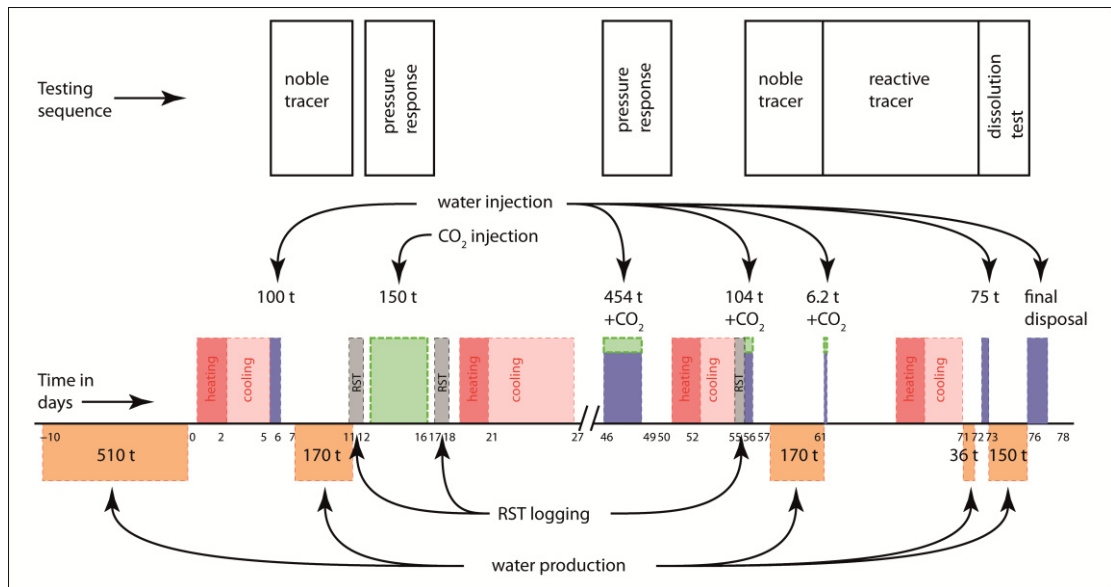 Testing
sequence
noble
tracer
pressure
response
pressure
response
noble
tracer
reactive
tracer
dissolution
test
water injection
CO₂ injection
100 t
150 t
454 t
+CO₂
104 t
+CO₂
6.2 t
+CO₂
75 t
final
disposal
Time in
days
heating
cooling
RST
RST
heating
cooling
heating
cooling
RST
heating
cooling
−10 0 2 5 6 7 11 12 16 17 18 21 27 46 49 50 52 55 56 57 61 71 72 73 76 78
510 t
170 t
170 t
36 t
150 t
RST logging
water production